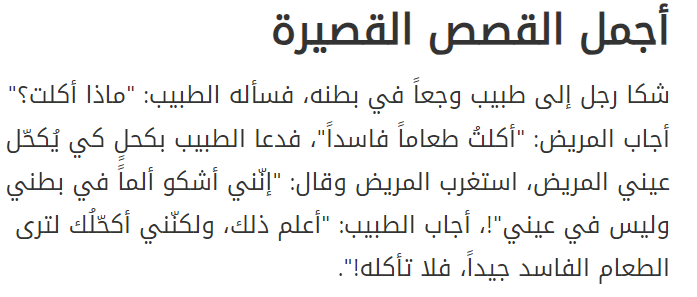 أجمل القصص القصيرة
شكا رجل إلى طبيب وجعاً في بطنه، فسأله الطبيب: "ماذا أكلت؟"
أجاب المريض: "أكلتُ طعاماً فاسداً"، فدعا الطبيب بكحلٍ كي يُكحّل
عيني المريض، استغرب المريض وقال: "إنّني أشكو ألماً في بطني
وليس في عيني"!، أجاب الطبيب: "أعلم ذلك، ولكنّني أكحّلُك لترى
الطعام الفاسد جيداً، فلا تأكله!".